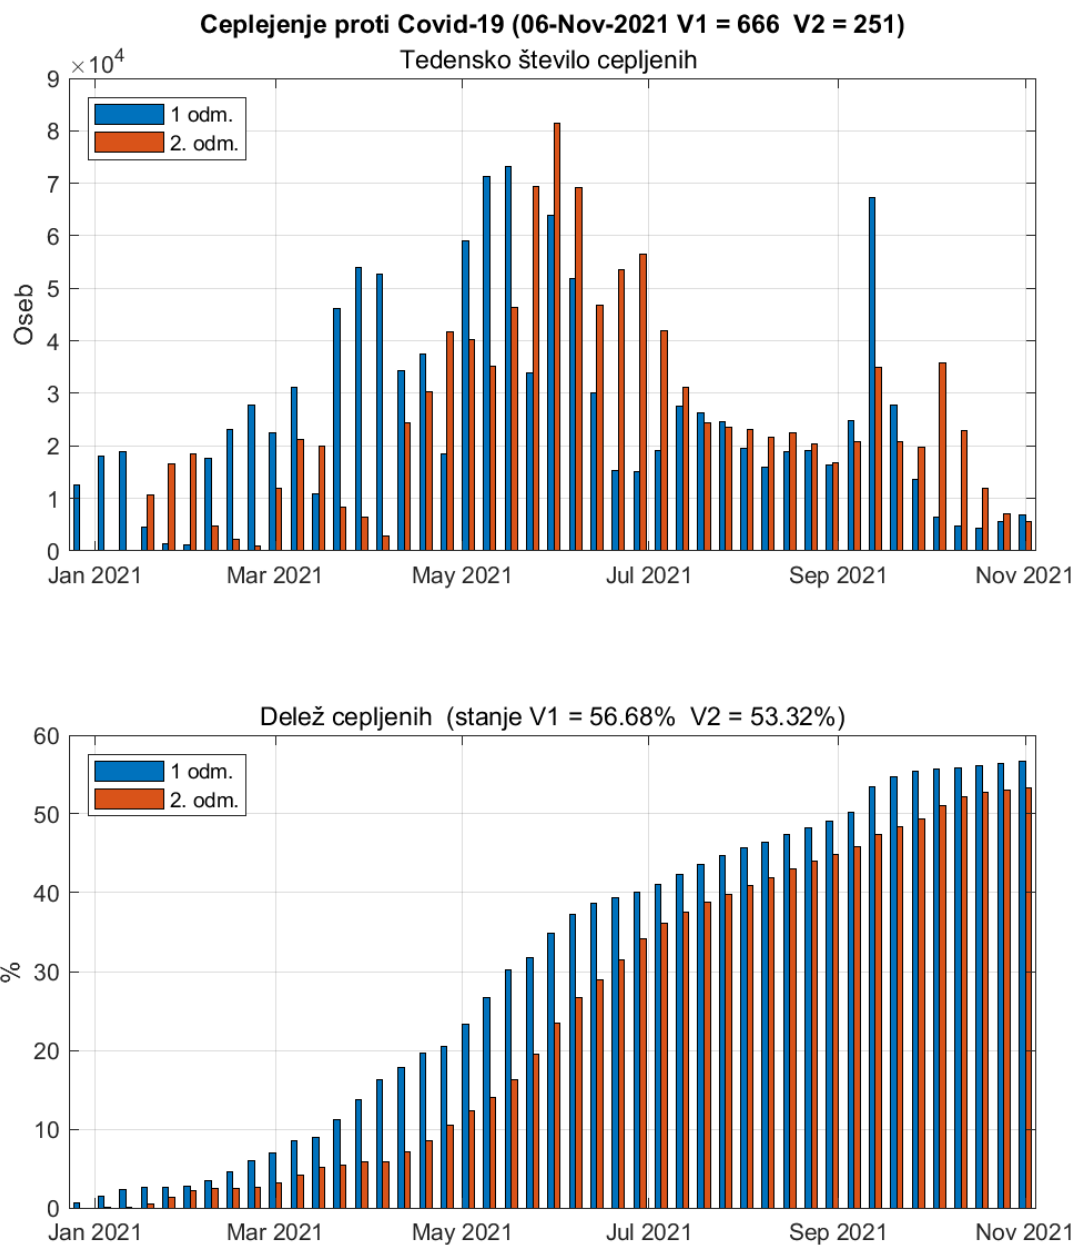 Ceplejenje proti Covid-19 (06-Nov-2021 V1 = 666  V2 = 251)
×10⁴
Tedensko število cepljenih
1 odm.
2. odm.
Oseb
9
8
7
6
5
4
3
2
1
0
Jan 2021
Mar 2021
May 2021
Jul 2021
Sep 2021
Nov 2021
Delež cepljenih  (stanje V1 = 56.68%  V2 = 53.32%)
1 odm.
2. odm.
%
60
50
40
30
20
10
0
Jan 2021
Mar 2021
May 2021
Jul 2021
Sep 2021
Nov 2021